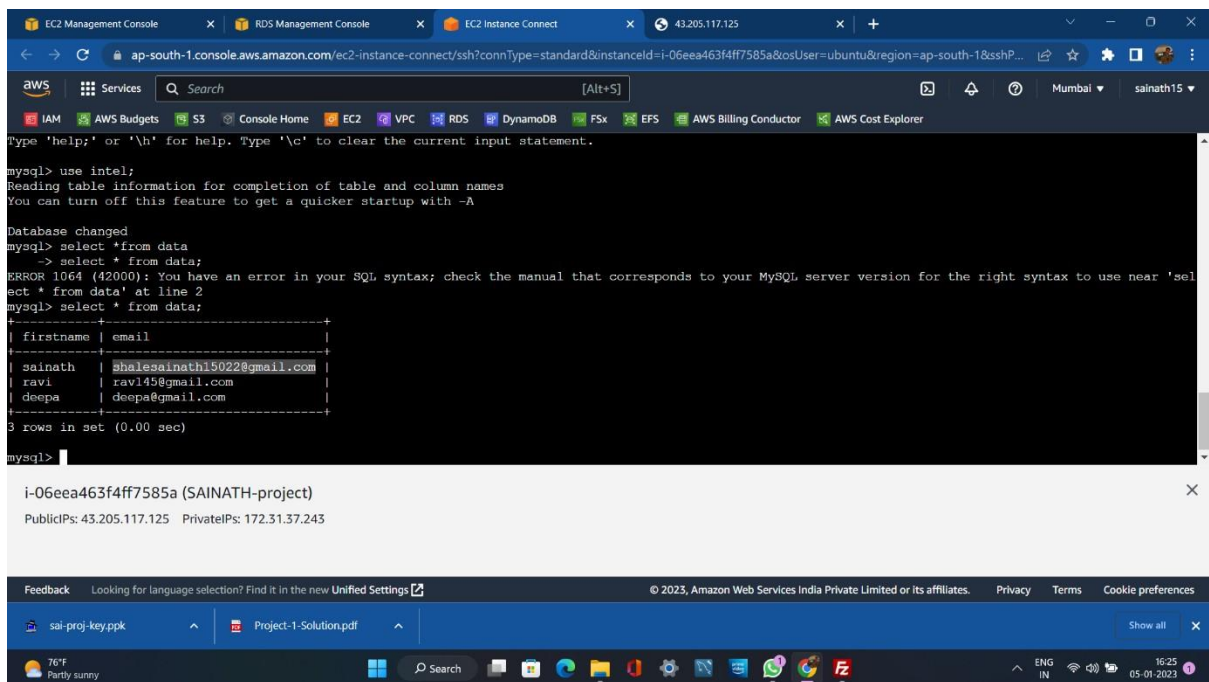 EC2 Management Console
RDS Management Console
EC2 Instance Connect
43.205.117.125
ap-south-1.console.aws.amazon.com/ec2-instance-connect/ssh?connType=standard&instanceId=i-06eea463f4ff7585a&osUser=ubuntu&region=ap-south-1&sshP...
aws Services Search [Alt+S] Mumbai sainath15
IAM AWS Budgets S3 Console Home EC2 VPC RDS DynamoDB FSx EFS AWS Billing Conductor AWS Cost Explorer
Type 'help;' or '\h' for help. Type '\c' to clear the current input statement.
mysql> use intel;
Reading table information for completion of table and column names
You can turn off this feature to get a quicker startup with -A
Database changed
mysql> select *from data
-> select * from data;
ERROR 1064 (42000): You have an error in your SQL syntax; check the manual that corresponds to your MySQL server version for the right syntax to use near 'sel
ect * from data' at line 2
mysql> select * from data;
+-----------+-----------------------------+
| firstname | email |
+-----------+-----------------------------+
| sainath | shalesainath15022@gmail.com |
| ravi | rav145@gmail.com |
| deepa | deepa@gmail.com |
+-----------+-----------------------------+
3 rows in set (0.00 sec)
mysql>
i-06eea463f4ff7585a (SAINATH-project)
PublicIPs: 43.205.117.125 PrivateIPs: 172.31.37.243
Feedback Looking for language selection? Find it in the new Unified Settings © 2023, Amazon Web Services India Private Limited or its affiliates. Privacy Terms Cookie preferences
sai-proj-key.ppk Project-1-Solution.pdf Show all
76°F
Partly sunny
Search
ENG
IN
16:25
05-01-2023
1